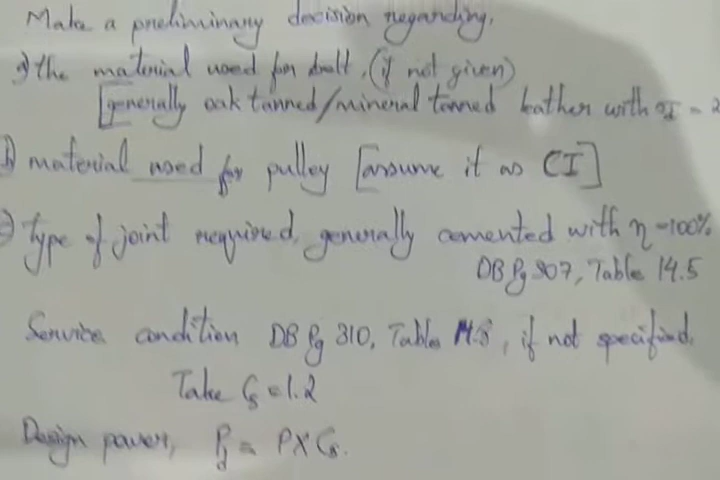 Make a preliminary decision regarding,
a) the material used for belt, (if not given)
[generally oak tanned/mineral tanned leather with
b) material used for pulley [assume it as CI]
c) Type of joint required, generally cemented with η=100%
DB Pg 307, Table 14.5
Service condition DB Pg 310, Table 14.8, if not specified.
Take Cs = 1.2
Design power, Pd = P×Cs.